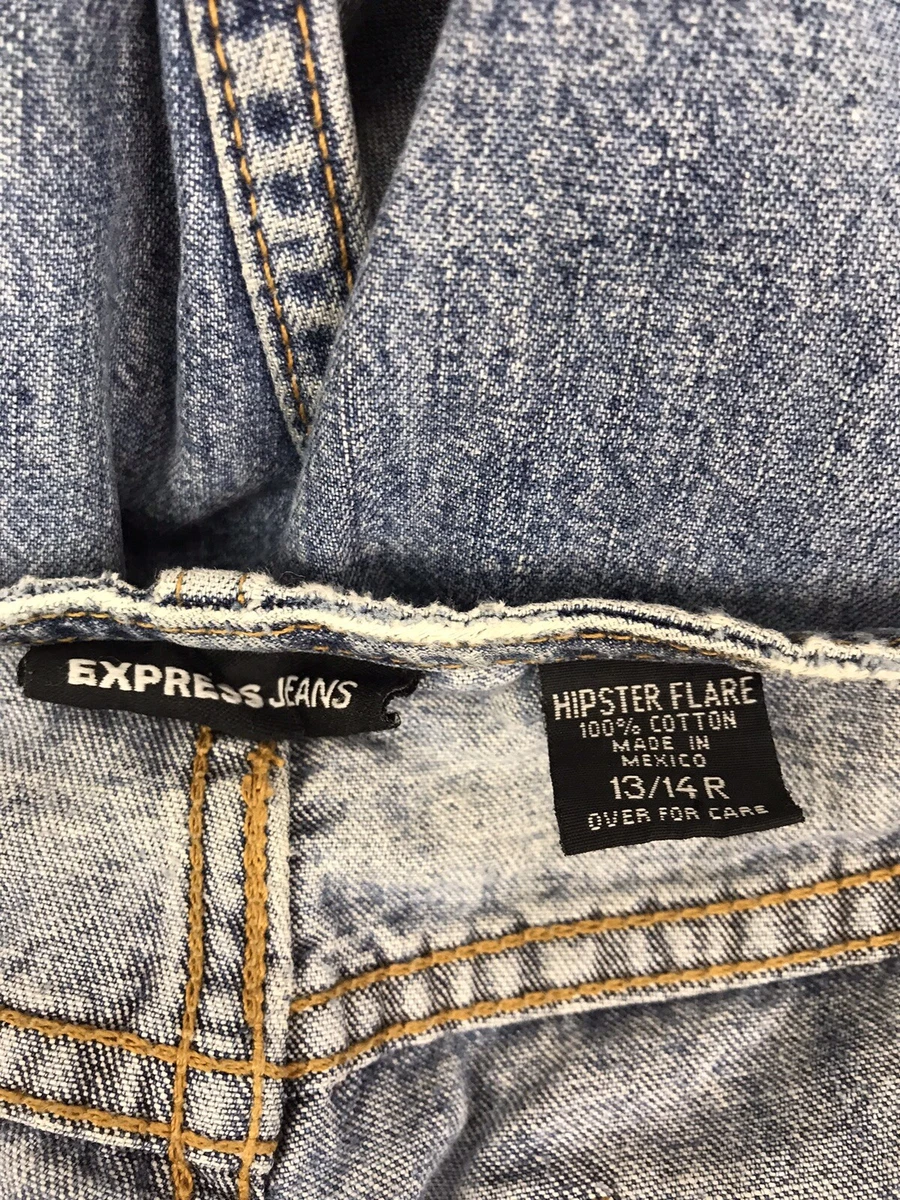 EXPRESS JEANS
HIPSTER FLARE
100% COTTON
MADE IN
MEXICO
13/14 R
OVER FOR CARE